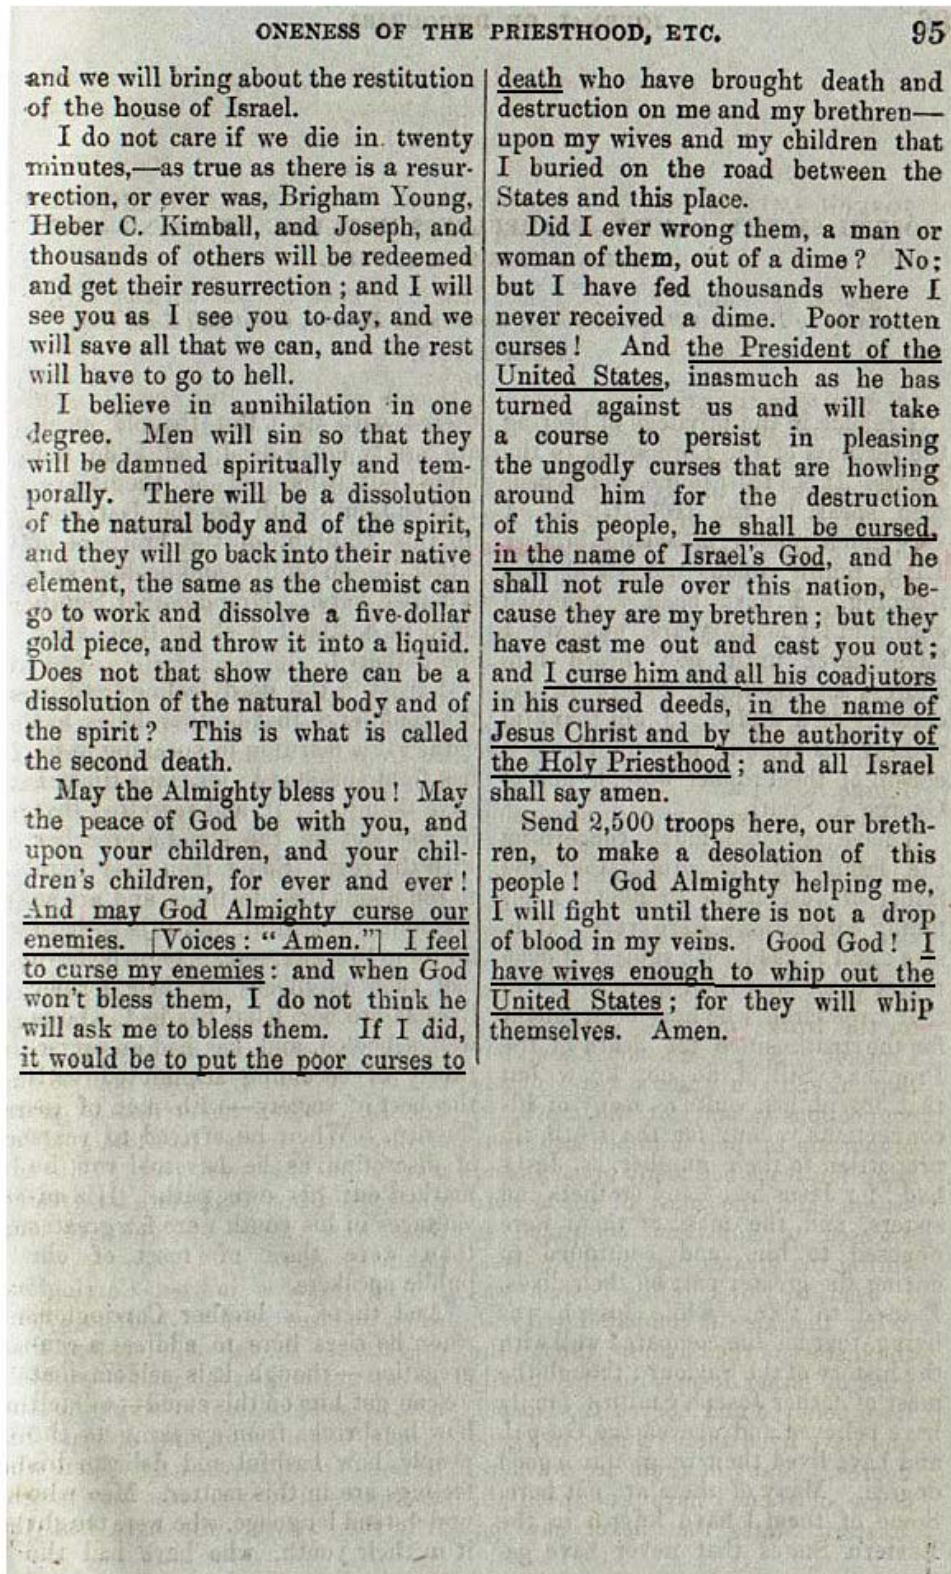 ONENESS OF THE PRIESTHOOD, ETC. 95
and we will bring about the restitution
of the house of Israel.
I do not care if we die in twenty
minutes,—as true as there is a resur-
rection, or ever was, Brigham Young,
Heber C. Kimball, and Joseph, and
thousands of others will be redeemed
and get their resurrection ; and I will
see you as I see you to-day, and we
will save all that we can, and the rest
will have to go to hell.
I believe in annihilation in one
degree. Men will sin so that they
will be damned spiritually and tem-
porally. There will be a dissolution
of the natural body and of the spirit,
and they will go back into their native
element, the same as the chemist can
go to work and dissolve a five-dollar
gold piece, and throw it into a liquid.
Does not that show there can be a
dissolution of the natural body and of
the spirit ? This is what is called
the second death.
May the Almighty bless you ! May
the peace of God be with you, and
upon your children, and your chil-
dren's children, for ever and ever !
And may God Almighty curse our
enemies. [Voices : “ Amen.”] I feel
to curse my enemies : and when God
won't bless them, I do not think he
will ask me to bless them. If I did,
it would be to put the poor curses to
death who have brought death and
destruction on me and my brethren—
upon my wives and my children that
I buried on the road between the
States and this place.
Did I ever wrong them, a man or
woman of them, out of a dime ? No ;
but I have fed thousands where I
never received a dime. Poor rotten
curses ! And the President of the
United States, inasmuch as he has
turned against us and will take
a course to persist in pleasing
the ungodly curses that are howling
around him for the destruction
of this people, he shall be cursed,
in the name of Israel's God, and he
shall not rule over this nation, be-
cause they are my brethren ; but they
have cast me out and cast you out ;
and I curse him and all his coadjutors
in his cursed deeds, in the name of
Jesus Christ and by the authority of
the Holy Priesthood ; and all Israel
shall say amen.
Send 2,500 troops here, our breth-
ren, to make a desolation of this
people ! God Almighty helping me,
I will fight until there is not a drop
of blood in my veins. Good God ! I
have wives enough to whip out the
United States ; for they will whip
themselves. Amen.